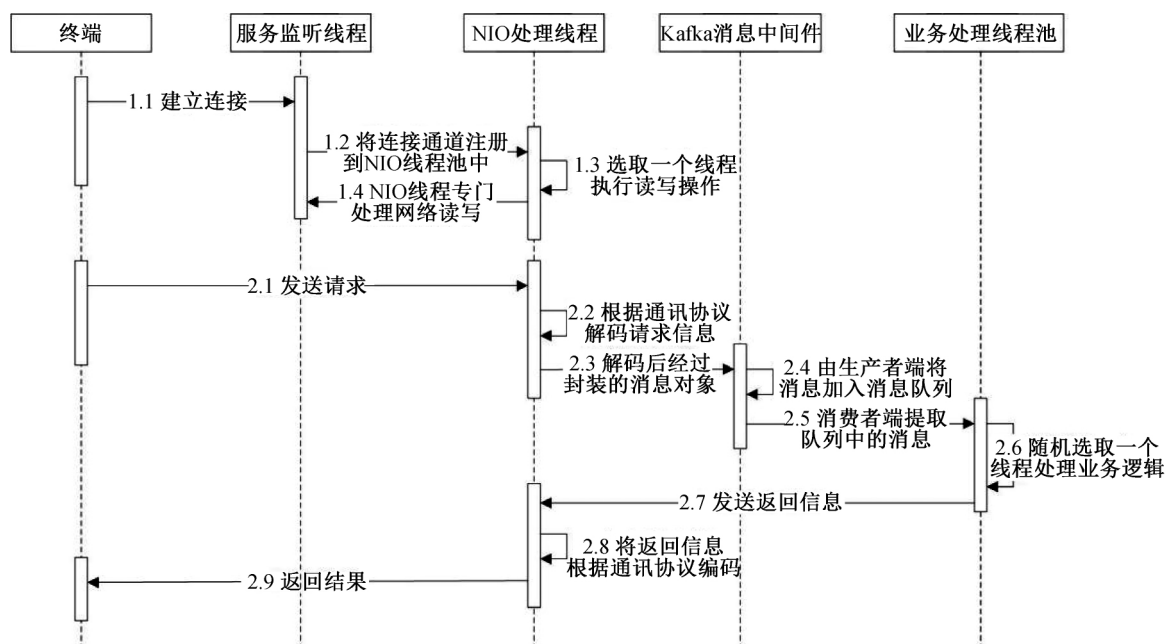 终端
服务监听线程
NIO处理线程
Kafka消息中间件
业务处理线程池
1.1 建立连接
1.2 将连接通道注册
到NIO线程池中
1.3 选取一个线程
执行读写操作
1.4 NIO线程专门
处理网络读写
2.1 发送请求
2.2 根据通讯协议
解码请求信息
2.3 解码后经过
封装的消息对象
2.4 由生产者端将
消息加入消息队列
2.5 消费者端提取
队列中的消息
2.6 随机选取一个
线程处理业务逻辑
2.7 发送返回信息
2.8 将返回信息
根据通讯协议编码
2.9 返回结果